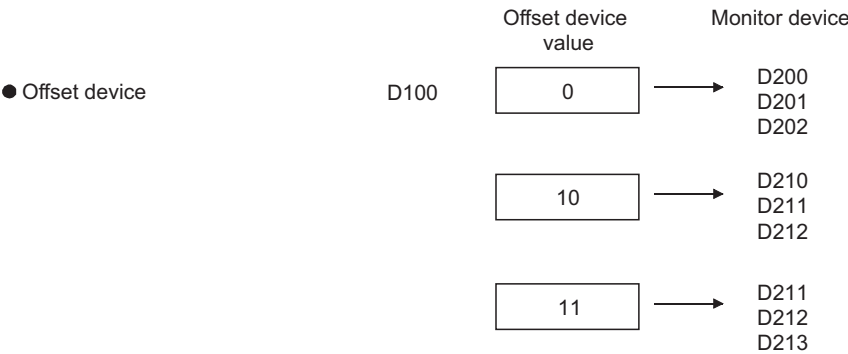 Offset device value
Monitor device
● Offset device
D100
0
D200
D201
D202
10
D210
D211
D212
11
D211
D212
D213